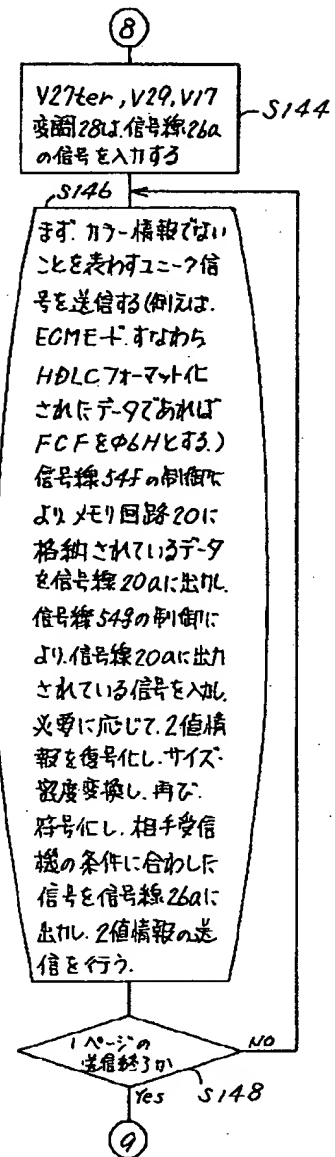 8
V27ter, V29, V17
変調28は、信号線26a
の信号を入力する
S144
S146
まず、カラー情報でない
ことを表わすユニーク信
号を送信する(例えは、
ECMモード、すなわち
HDLCフォーマット化
されたデータであれば
FCFをφ6Hとする。)
信号線54fの制御に
より、メモリ回路20に
格納されているデータ
を信号線20aに出力し、
信号線54gの制御に
より、信号線20aに出力
されている信号を入力し、
必要に応じて、2値情
報を復号化し、サイズ・
密度変換し、再び、
符号化し、相手受信
機の条件に合わした
信号を信号線26aに
出力し、2値情報の送
信を行う。
1ページの
送信終了か
NO
Yes
S148
9